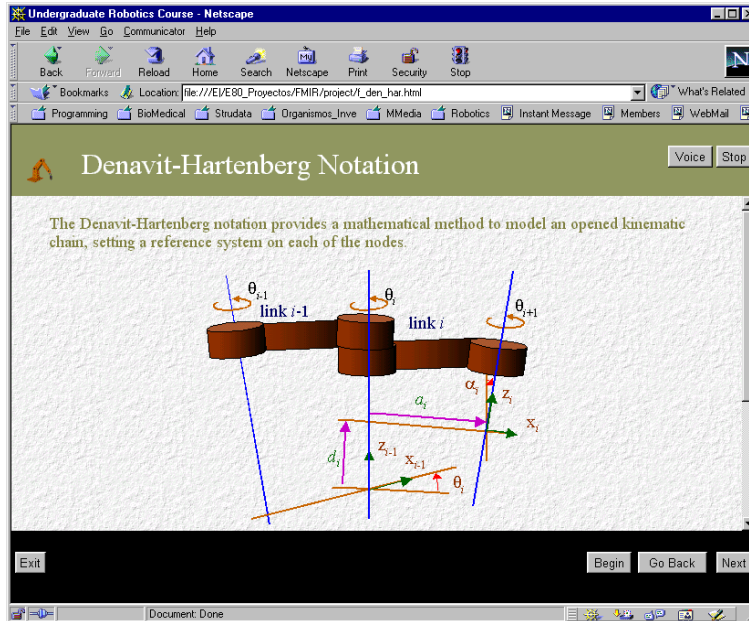 Undergraduate Robotics Course - Netscape
File Edit View Go Communicator Help
Back Forward Reload Home Search Netscape Print Security Stop
N
Bookmarks Location: file:///E|/E80_Proyectos/FMIR/project/f_den_har.html What's Related
Programming BioMedical Strudata Organismos_Inve MMedia Robotics Instant Message Members WebMail
Denavit-Hartenberg Notation
Voice Stop
The Denavit-Hartenberg notation provides a mathematical method to model an opened kinematic
chain, setting a reference system on each of the nodes.
θi-1 θi θi+1
link i-1 link i
αi zi
ai
xi
di zi-1 xi-1
θi
Exit Begin Go Back Next
Document: Done